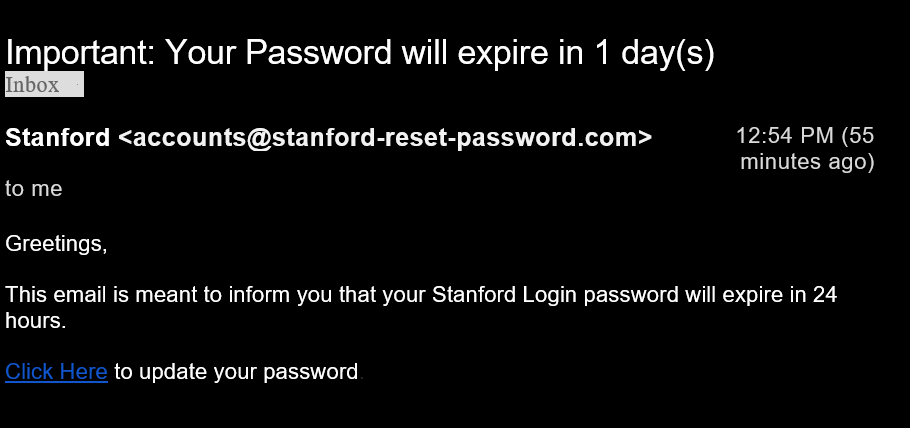 Important: Your Password will expire in 1 day(s)
Inbox
Stanford <accounts@stanford-reset-password.com>
12:54 PM (55
minutes ago)
to me
Greetings,
This email is meant to inform you that your Stanford Login password will expire in 24
hours.
Click Here to update your password